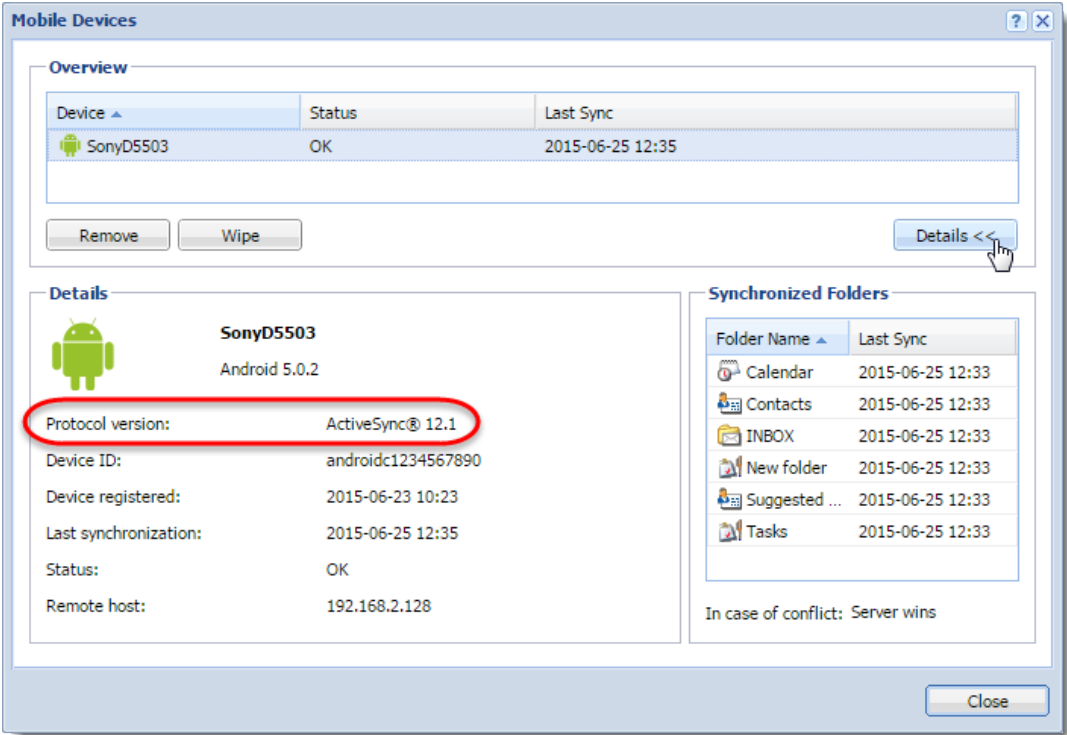 Mobile Devices
?
Overview
Device Status Last Sync
SonyD5503 OK 2015-06-25 12:35
Remove Wipe Details <<
Details
SonyD5503
Android 5.0.2
Protocol version: ActiveSync® 12.1
Device ID: androidc1234567890
Device registered: 2015-06-23 10:23
Last synchronization: 2015-06-25 12:35
Status: OK
Remote host: 192.168.2.128
Synchronized Folders
Folder Name Last Sync
Calendar 2015-06-25 12:33
Contacts 2015-06-25 12:33
INBOX 2015-06-25 12:33
New folder 2015-06-25 12:33
Suggested ... 2015-06-25 12:33
Tasks 2015-06-25 12:33
In case of conflict: Server wins
Close